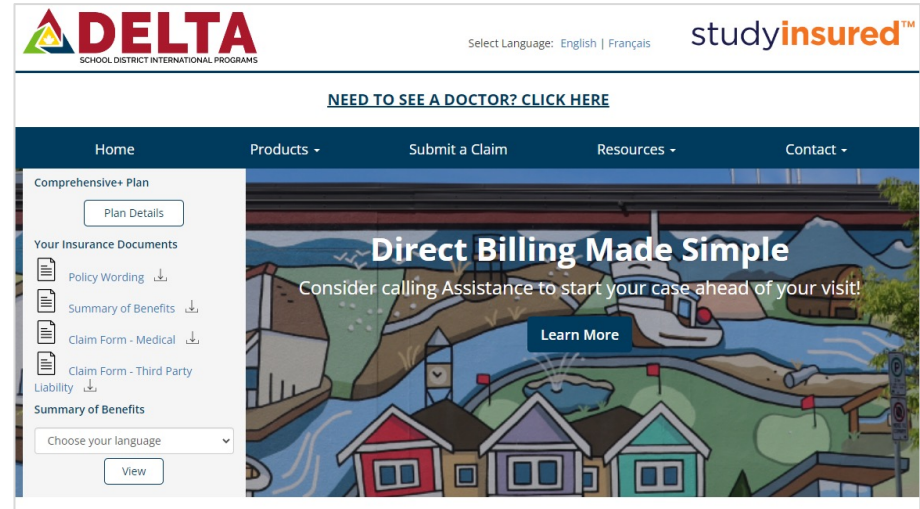 DELTA
SCHOOL DISTRICT INTERNATIONAL PROGRAMS
Select Language: English | Français
studyinsured™
NEED TO SEE A DOCTOR? CLICK HERE
Home Products Submit a Claim Resources Contact
Comprehensive+ Plan
Plan Details
Your Insurance Documents
Policy Wording
Summary of Benefits
Claim Form - Medical
Claim Form - Third Party
Liability
Summary of Benefits
Choose your language
View
Direct Billing Made Simple
Consider calling Assistance to start your case ahead of your visit!
Learn More